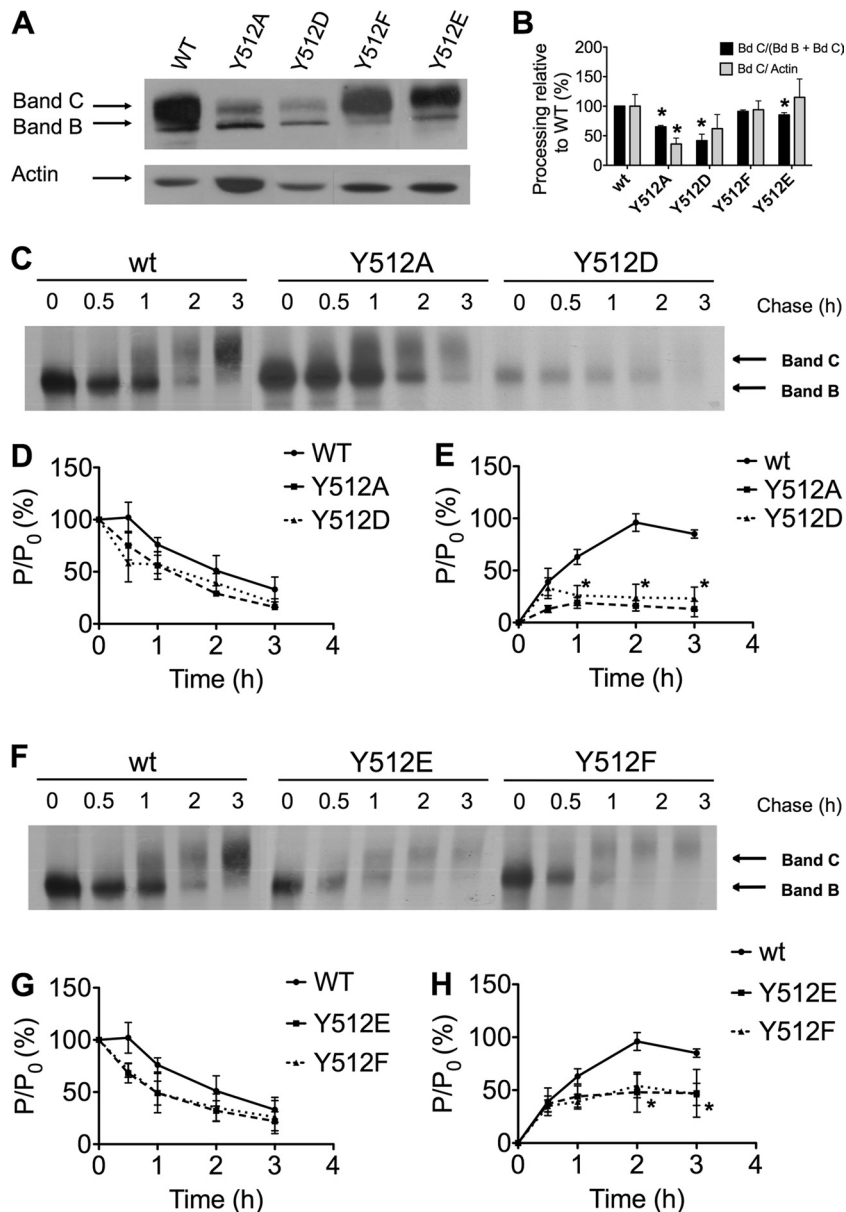 A
WT
Y512A
Y512D
Y512F
Y512E
Band C
Band B
Actin
B
Processing relative
to WT (%)
200
150
100
50
0
Bd C/(Bd B + Bd C)
Bd C/ Actin
*
*
*
*
wt
Y512A
Y512D
Y512F
Y512E
C
wt
Y512A
Y512D
0 0.5 1 2 3 0 0.5 1 2 3 0 0.5 1 2 3 Chase (h)
Band C
Band B
D
P/P0 (%)
150
100
50
0
0 1 2 3 4
Time (h)
WT
Y512A
Y512D
E
P/P0 (%)
150
100
50
0
0 1 2 3 4
Time (h)
wt
Y512A
Y512D
* * *
F
wt
Y512E
Y512F
0 0.5 1 2 3 0 0.5 1 2 3 0 0.5 1 2 3 Chase (h)
Band C
Band B
G
P/P0 (%)
150
100
50
0
0 1 2 3 4
Time (h)
WT
Y512E
Y512F
H
P/P0 (%)
150
100
50
0
0 1 2 3 4
Time (h)
wt
Y512E
Y512F
* *